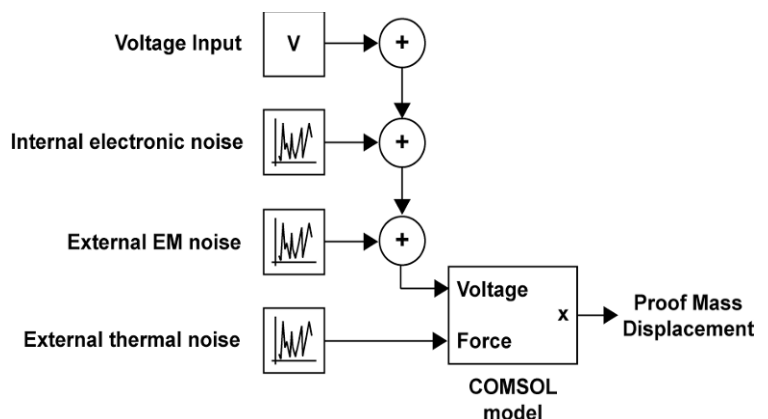 Voltage Input
V
+
Internal electronic noise
+
External EM noise
+
Voltage
x
Proof Mass
Displacement
External thermal noise
Force
COMSOL
model